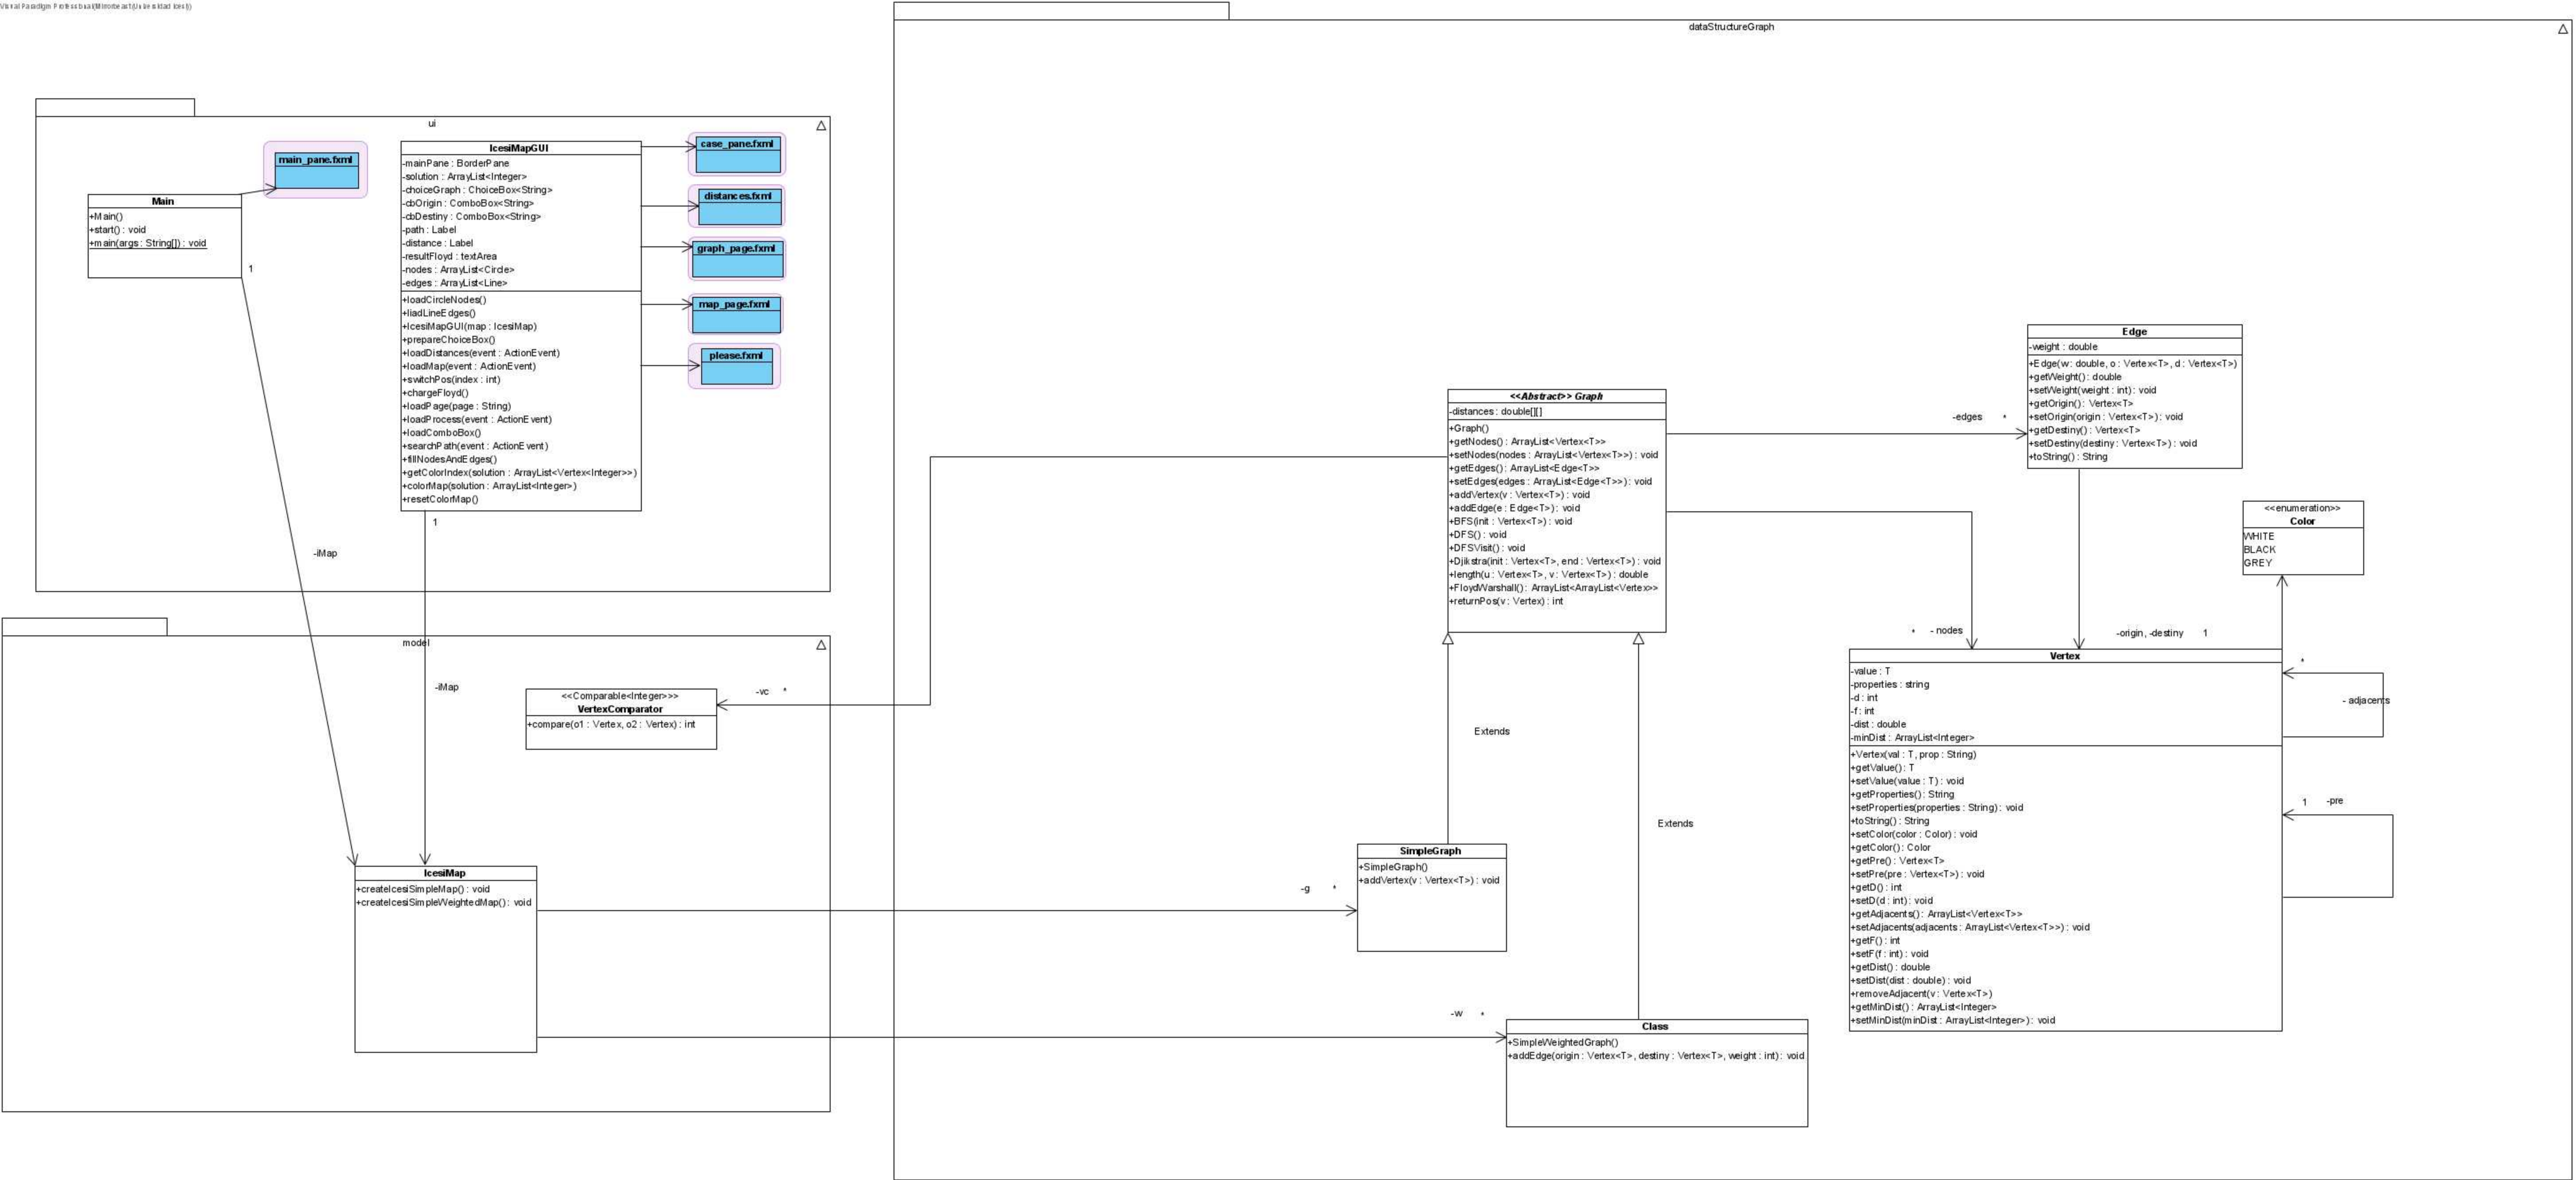 Visual Paradigm Professional(Mirrorbeast(Universidad Icesi))
dataStructureGraph
ui
main_pane.fxml
Main
+Main()
+start() : void
+main(args : String[]) : void
1
-iMap
IcesiMapGUI
-mainPane : BorderPane
-solution : ArrayList<Integer>
-choiceGraph : ChoiceBox<String>
-cbOrigin : ComboBox<String>
-cbDestiny : ComboBox<String>
-path : Label
-distance : Label
-resultFloyd : textArea
-nodes : ArrayList<Circle>
-edges : ArrayList<Line>
+loadCircleNodes()
+liadLineEdges()
+IcesiMapGUI(map : IcesiMap)
+prepareChoiceBox()
+loadDistances(event : ActionEvent)
+loadMap(event : ActionEvent)
+switchPos(index : int)
+chargeFloyd()
+loadPage(page : String)
+loadProcess(event : ActionEvent)
+loadComboBox()
+searchPath(event : ActionEvent)
+fillNodesAndEdges()
+getColorIndex(solution : ArrayList<Vertex<Integer>>)
+colorMap(solution : ArrayList<Integer>)
+resetColorMap()
1
-iMap
case_pane.fxml
distances.fxml
graph_page.fxml
map_page.fxml
please.fxml
model
<<Comparable<Integer>>>
VertexComparator
+compare(o1 : Vertex, o2 : Vertex) : int
-vc *
IcesiMap
+createIcesiSimpleMap() : void
+createIcesiSimpleWeightedMap() : void
-g *
-w *
<<Abstract>> Graph
-distances : double[][]
+Graph()
+getNodes() : ArrayList<Vertex<T>>
+setNodes(nodes : ArrayList<Vertex<T>>) : void
+getEdges() : ArrayList<Edge<T>>
+setEdges(edges : ArrayList<Edge<T>>) : void
+addVertex(v : Vertex<T>) : void
+addEdge(e : Edge<T>) : void
+BFS(init : Vertex<T>) : void
+DFS() : void
+DFSVisit() : void
+Djikstra(init : Vertex<T>, end : Vertex<T>) : void
+length(u : Vertex<T>, v : Vertex<T>) : double
+FloydWarshall() : ArrayList<ArrayList<Vertex>>
+returnPos(v : Vertex) : int
Extends
Extends
SimpleGraph
+SimpleGraph()
+addVertex(v : Vertex<T>) : void
Class
+SimpleWeightedGraph()
+addEdge(origin : Vertex<T>, destiny : Vertex<T>, weight : int) : void
-edges *
Edge
-weight : double
+Edge(w: double, o : Vertex<T>, d : Vertex<T>)
+getWeight() : double
+setWeight(weight : int) : void
+getOrigin() : Vertex<T>
+setOrigin(origin : Vertex<T>) : void
+getDestiny() : Vertex<T>
+setDestiny(destiny : Vertex<T>) : void
+toString() : String
<<enumeration>>
Color
WHITE
BLACK
GREY
* - nodes
-origin, -destiny 1
Vertex
-value : T
-properties : string
-d : int
-f : int
-dist : double
-minDist : ArrayList<Integer>
+Vertex(val : T, prop : String)
+getValue() : T
+setValue(value : T) : void
+getProperties() : String
+setProperties(properties : String) : void
+toString() : String
+setColor(color : Color) : void
+getColor() : Color
+getPre() : Vertex<T>
+setPre(pre : Vertex<T>) : void
+getD() : int
+setD(d : int) : void
+getAdjacents() : ArrayList<Vertex<T>>
+setAdjacents(adjacents : ArrayList<Vertex<T>>) : void
+getF() : int
+setF(f : int) : void
+getDist() : double
+setDist(dist : double) : void
+removeAdjacent(v : Vertex<T>)
+getMinDist() : ArrayList<Integer>
+setMinDist(minDist : ArrayList<Integer>) : void
*
- adjacents
1 -pre